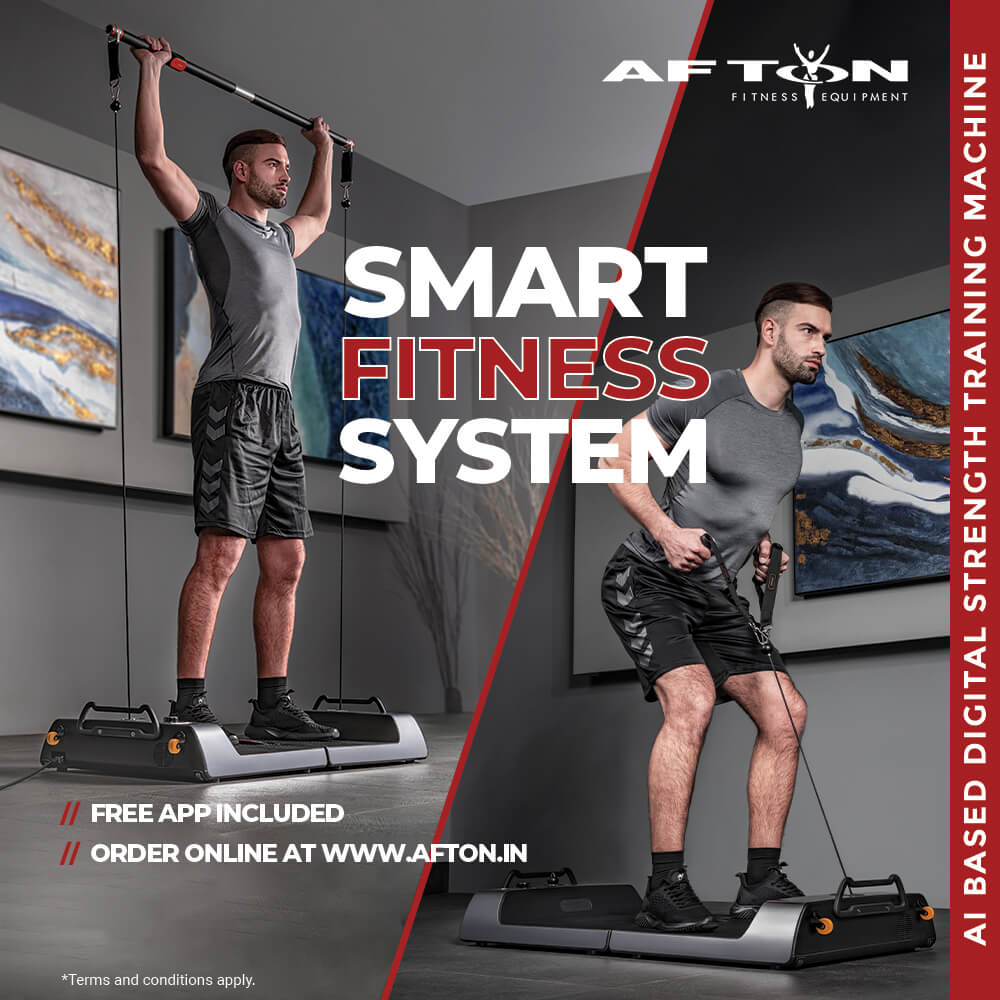 AFTON
FITNESS EQUIPMENT
SMART
FITNESS
SYSTEM
// FREE APP INCLUDED
// ORDER ONLINE AT WWW.AFTON.IN
*Terms and conditions apply.
AI BASED DIGITAL STRENGTH TRAINING MACHINE